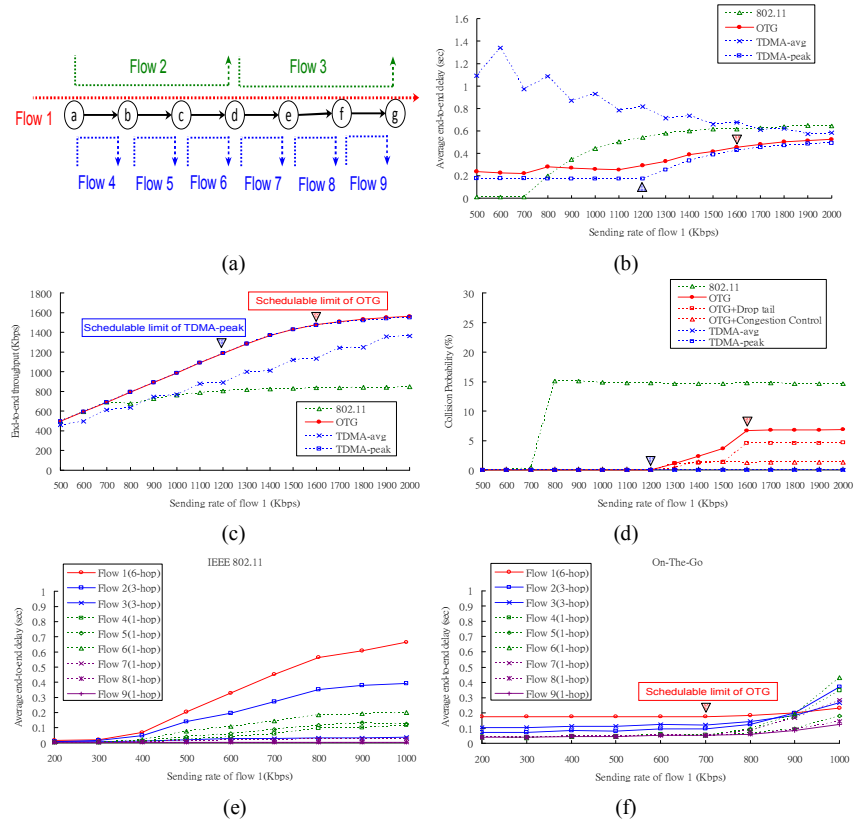 Flow 2
Flow 3
Flow 1
a
b
c
d
e
f
g
Flow 4
Flow 5
Flow 6
Flow 7
Flow 8
Flow 9
(a)
Average end-to-end delay (sec)
1.8
1.6
1.4
1.2
1
0.8
0.6
0.4
0.2
0
802.11
OTG
TDMA-avg
TDMA-peak
500 600 700 800 900 1000 1100 1200 1300 1400 1500 1600 1700 1800 1900 2000
Sending rate of flow 1 (Kbps)
(b)
End-to-end throughput(Kbps)
1800
1600
1400
1200
1000
800
600
400
200
0
Schedulable limit of OTG
Schedulable limit of TDMA-peak
802.11
OTG
TDMA-avg
TDMA-peak
500 600 700 800 900 1000 1100 1200 1300 1400 1500 1600 1700 1800 1900 2000
Sending rate of flow 1 (Kbps)
(c)
Collision Probability (%)
30
25
20
15
10
5
0
802.11
OTG
OTG+Drop tail
OTG+Congestion Control
TDMA-avg
TDMA-peak
500 600 700 800 900 1000 1100 1200 1300 1400 1500 1600 1700 1800 1900 2000
Sending rate of flow 1 (Kbps)
(d)
IEEE 802.11
Flow 1(6-hop)
Flow 2(3-hop)
Flow 3(3-hop)
Flow 4(1-hop)
Flow 5(1-hop)
Flow 6(1-hop)
Flow 7(1-hop)
Flow 8(1-hop)
Flow 9(1-hop)
Average end-to-end delay (sec)
1
0.9
0.8
0.7
0.6
0.5
0.4
0.3
0.2
0.1
0
200 300 400 500 600 700 800 900 1000
Sending rate of flow 1(Kbps)
(e)
On-The-Go
Flow 1(6-hop)
Flow 2(3-hop)
Flow 3(3-hop)
Flow 4(1-hop)
Flow 5(1-hop)
Flow 6(1-hop)
Flow 7(1-hop)
Flow 8(1-hop)
Flow 9(1-hop)
Schedulable limit of OTG
Average end-to-end delay (sec)
1
0.9
0.8
0.7
0.6
0.5
0.4
0.3
0.2
0.1
0
200 300 400 500 600 700 800 900 1000
Sending rate of flow 1 (Kbps)
(f)